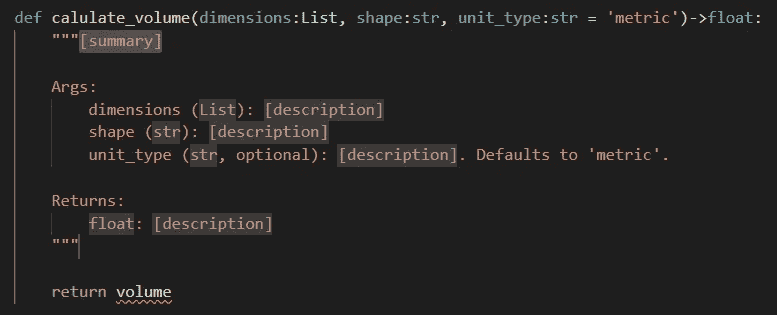 def calulate_volume(dimensions:List, shape:str, unit_type:str = 'metric')->float:
"""[summary]
Args:
dimensions (List): [description]
shape (str): [description]
unit_type (str, optional): [description]. Defaults to 'metric'.
Returns:
float: [description]
"""
return volume